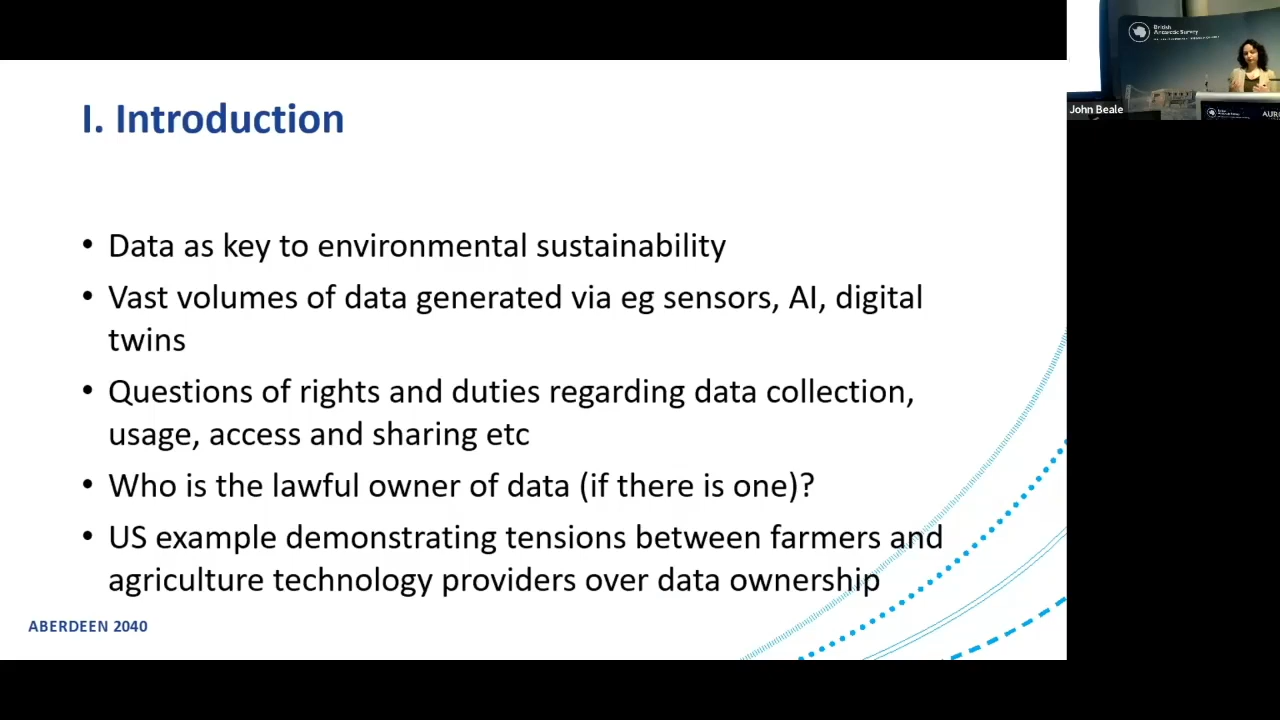 I. Introduction
• Data as key to environmental sustainability
• Vast volumes of data generated via eg sensors, AI, digital
twins
• Questions of rights and duties regarding data collection,
usage, access and sharing etc
• Who is the lawful owner of data (if there is one)?
• US example demonstrating tensions between farmers and
agriculture technology providers over data ownership
ABERDEEN 2040
British
Antarctic Survey
John Beale